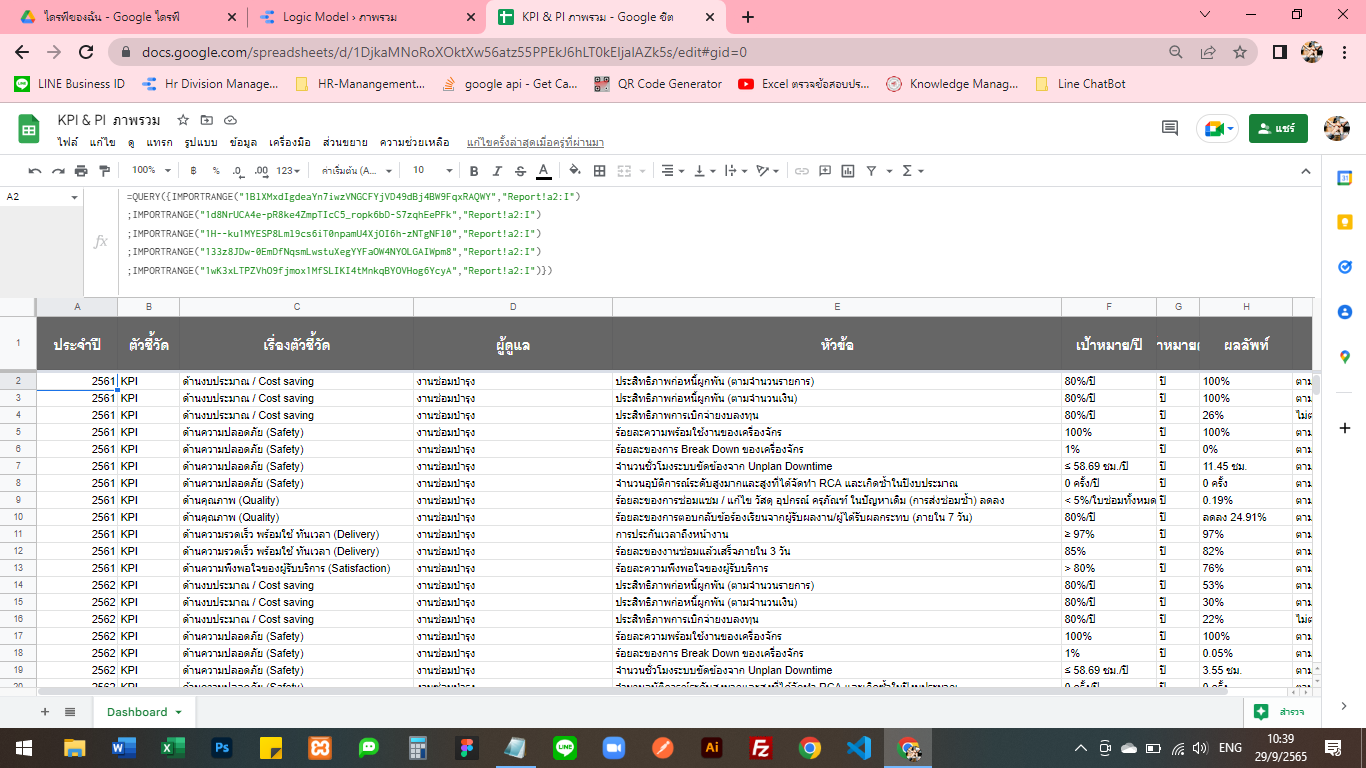 ไดรฟ์ของฉัน - Google ไดรฟ์
Logic Model › ภาพรวม
KPI & PI ภาพรวม - Google ชีต
docs.google.com/spreadsheets/d/1DjkaMNoRoXOktXw56atz55PPEkJ6hLT0kEljaIAZk5s/edit#gid=0
LINE Business ID
Hr Division Manage...
HR-Manangement...
google api - Get Ca...
QR Code Generator
Excel ตรวจข้อสอบปร...
Knowledge Manag...
Line ChatBot
KPI & PI ภาพรวม
แชร์
ไฟล์ แก้ไข ดู แทรก รูปแบบ ข้อมูล เครื่องมือ ส่วนขยาย ความช่วยเหลือ แก้ไขครั้งล่าสุดเมื่อครู่ที่ผ่านมา
100% ฿ % .0 .00 123 ค่าเริ่มต้น (A... 10 B I S A Σ
A2
fx
=QUERY({IMPORTRANGE("1BlXMxdIgdeaYn7iwzVNGCFYjVD49dBj4BW9FqxRAQWY","Report!a2:I")
;IMPORTRANGE("1d8NrUCA4e-pR8ke4ZmpTIcC5_ropk6bD-S7zqhEePFk","Report!a2:I")
;IMPORTRANGE("1H--ku1MYESP8Lml9cs6iT0npamU4XjOI6h-zNTgNFl0","Report!a2:I")
;IMPORTRANGE("133z8JDw-0EmDfNqsmLwstuXegYYFaOW4NYOLGAIWpm8","Report!a2:I")
;IMPORTRANGE("1wK3xLTPZVhO9fjmox1MfSLIKI4tMnkqBYOVHog6YcyA","Report!a2:I")})
A B C D E F G H
1 ประจำปี ตัวชี้วัด เรื่องตัวชี้วัด ผู้ดูแล หัวข้อ เป้าหมาย/ปี ผลลัพท์
2 2561 KPI ด้านงบประมาณ / Cost saving งานซ่อมบำรุง ประสิทธิภาพก่อหนี้ผูกพัน (ตามจำนวนรายการ) 80%/ปี ปี 100% ตาม
3 2561 KPI ด้านงบประมาณ / Cost saving งานซ่อมบำรุง ประสิทธิภาพก่อหนี้ผูกพัน (ตามจำนวนเงิน) 80%/ปี ปี 100% ตาม
4 2561 KPI ด้านงบประมาณ / Cost saving งานซ่อมบำรุง ประสิทธิภาพการเบิกจ่ายงบลงทุน 80%/ปี ปี 26% ไม่ต
5 2561 KPI ด้านความปลอดภัย (Safety) งานซ่อมบำรุง ร้อยละความพร้อมใช้งานของเครื่องจักร 100% ปี 100% ตาม
6 2561 KPI ด้านความปลอดภัย (Safety) งานซ่อมบำรุง ร้อยละของการ Break Down ของเครื่องจักร 1% ปี 0% ตาม
7 2561 KPI ด้านความปลอดภัย (Safety) งานซ่อมบำรุง จำนวนชั่วโมงระบบขัดข้องจาก Unplan Downtime ≤ 58.69 ชม./ปี ปี 11.45 ชม. ตาม
8 2561 KPI ด้านความปลอดภัย (Safety) งานซ่อมบำรุง จำนวนอุบัติการณ์ระดับสูงมากและสูงที่ได้จัดทำ RCA และเกิดซ้ำในปีงบประมาณ 0 ครั้ง/ปี ปี 0 ครั้ง ตาม
9 2561 KPI ด้านคุณภาพ (Quality) งานซ่อมบำรุง ร้อยละของการซ่อมแซม / แก้ไข วัสดุ อุปกรณ์ ครุภัณฑ์ ในปัญหาเดิม (การส่งซ่อมซ้ำ) ลดลง < 5%/ใบซ่อมทั้งหมด ปี 0.19% ตาม
10 2561 KPI ด้านคุณภาพ (Quality) งานซ่อมบำรุง ร้อยละของการตอบกลับข้อร้องเรียนจากผู้รับผลงาน/ผู้ได้รับผลกระทบ (ภายใน 7 วัน) 80%/ปี ปี ลดลง 24.91% ตาม
11 2561 KPI ด้านความรวดเร็ว พร้อมใช้ ทันเวลา (Delivery) งานซ่อมบำรุง การประกันเวลาถึงหน้างาน ≥ 97% ปี 97% ตาม
12 2561 KPI ด้านความรวดเร็ว พร้อมใช้ ทันเวลา (Delivery) งานซ่อมบำรุง ร้อยละของงานซ่อมแล้วเสร็จภายใน 3 วัน 85% ปี 82% ตาม
13 2561 KPI ด้านความพึงพอใจของผู้รับบริการ (Satisfaction) งานซ่อมบำรุง ร้อยละความพึงพอใจของผู้รับบริการ > 80% ปี 76% ตาม
14 2562 KPI ด้านงบประมาณ / Cost saving งานซ่อมบำรุง ประสิทธิภาพก่อหนี้ผูกพัน (ตามจำนวนรายการ) 80%/ปี ปี 53% ตาม
15 2562 KPI ด้านงบประมาณ / Cost saving งานซ่อมบำรุง ประสิทธิภาพก่อหนี้ผูกพัน (ตามจำนวนเงิน) 80%/ปี ปี 30% ตาม
16 2562 KPI ด้านงบประมาณ / Cost saving งานซ่อมบำรุง ประสิทธิภาพการเบิกจ่ายงบลงทุน 80%/ปี ปี 22% ไม่ต
17 2562 KPI ด้านความปลอดภัย (Safety) งานซ่อมบำรุง ร้อยละความพร้อมใช้งานของเครื่องจักร 100% ปี 100% ตาม
18 2562 KPI ด้านความปลอดภัย (Safety) งานซ่อมบำรุง ร้อยละของการ Break Down ของเครื่องจักร 1% ปี 0.05% ตาม
19 2562 KPI ด้านความปลอดภัย (Safety) งานซ่อมบำรุง จำนวนชั่วโมงระบบขัดข้องจาก Unplan Downtime ≤ 58.69 ชม./ปี ปี 3.55 ชม. ตาม
Dashboard
สำรวจ
ENG
10:39
29/9/2565